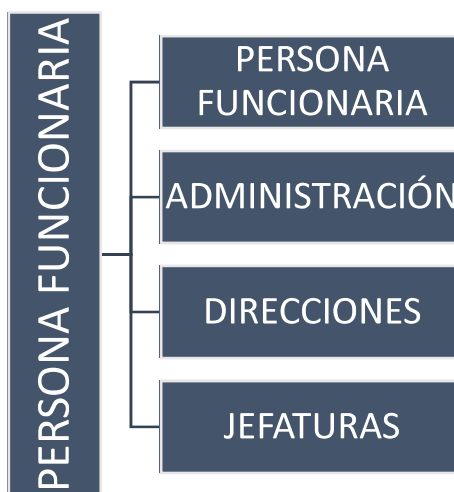 PERSONA FUNCIONARIA
PERSONA
FUNCIONARIA
ADMINISTRACIÓN
DIRECCIONES
JEFATURAS